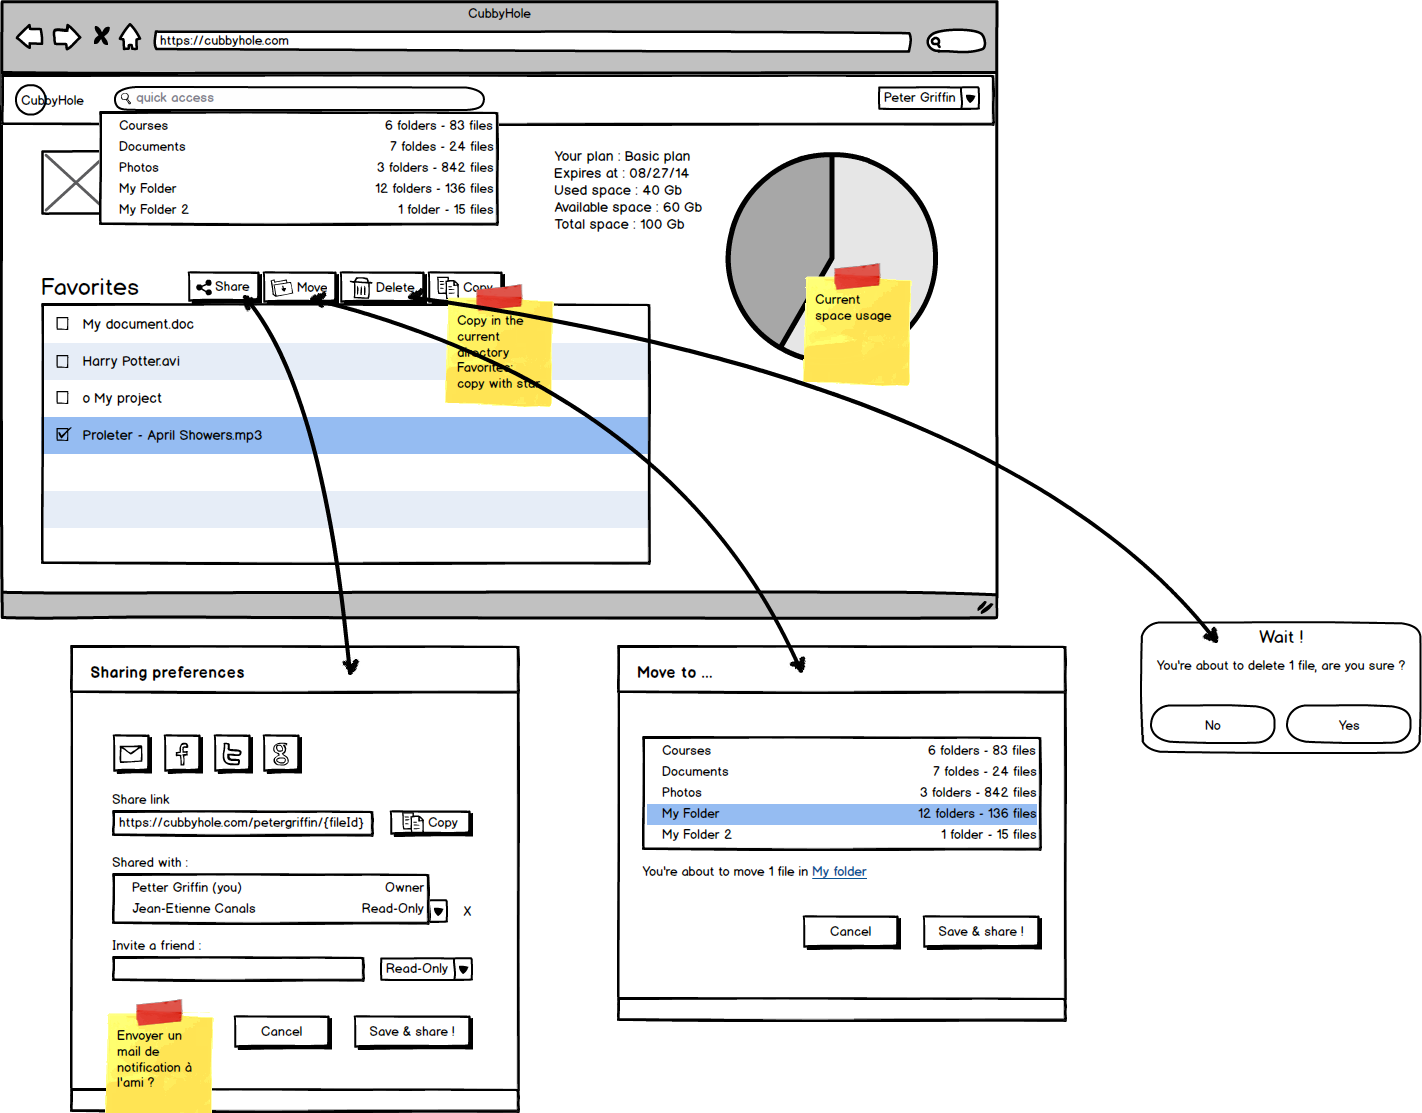 CubbyHole
https://cubbyhole.com
CubbyHole
quick access
Peter Griffin
Courses 6 folders - 83 files
Documents 7 foldes - 24 files
Photos 3 folders - 842 files
My Folder 12 folders - 136 files
My Folder 2 1 folder - 15 files
Your plan : Basic plan
Expires at : 08/27/14
Used space : 40 Gb
Available space : 60 Gb
Total space : 100 Gb
Current
space usage
Favorites
Share
Move
Delete
Copy
Copy in the
current
directory
Favorites:
copy with star
My document.doc
Harry Potter.avi
o My project
Proleter - April Showers.mp3
Sharing preferences
Share link
https://cubbyhole.com/petergriffin/{fileId}
Copy
Shared with :
Petter Griffin (you) Owner
Jean-Etienne Canals Read-Only
X
Invite a friend :
Read-Only
Cancel
Save & share !
Envoyer un
mail de
notification à
l'ami ?
Move to ...
Courses 6 folders - 83 files
Documents 7 foldes - 24 files
Photos 3 folders - 842 files
My Folder 12 folders - 136 files
My Folder 2 1 folder - 15 files
You're about to move 1 file in My folder
Cancel
Save & share !
Wait !
You're about to delete 1 file, are you sure ?
No
Yes